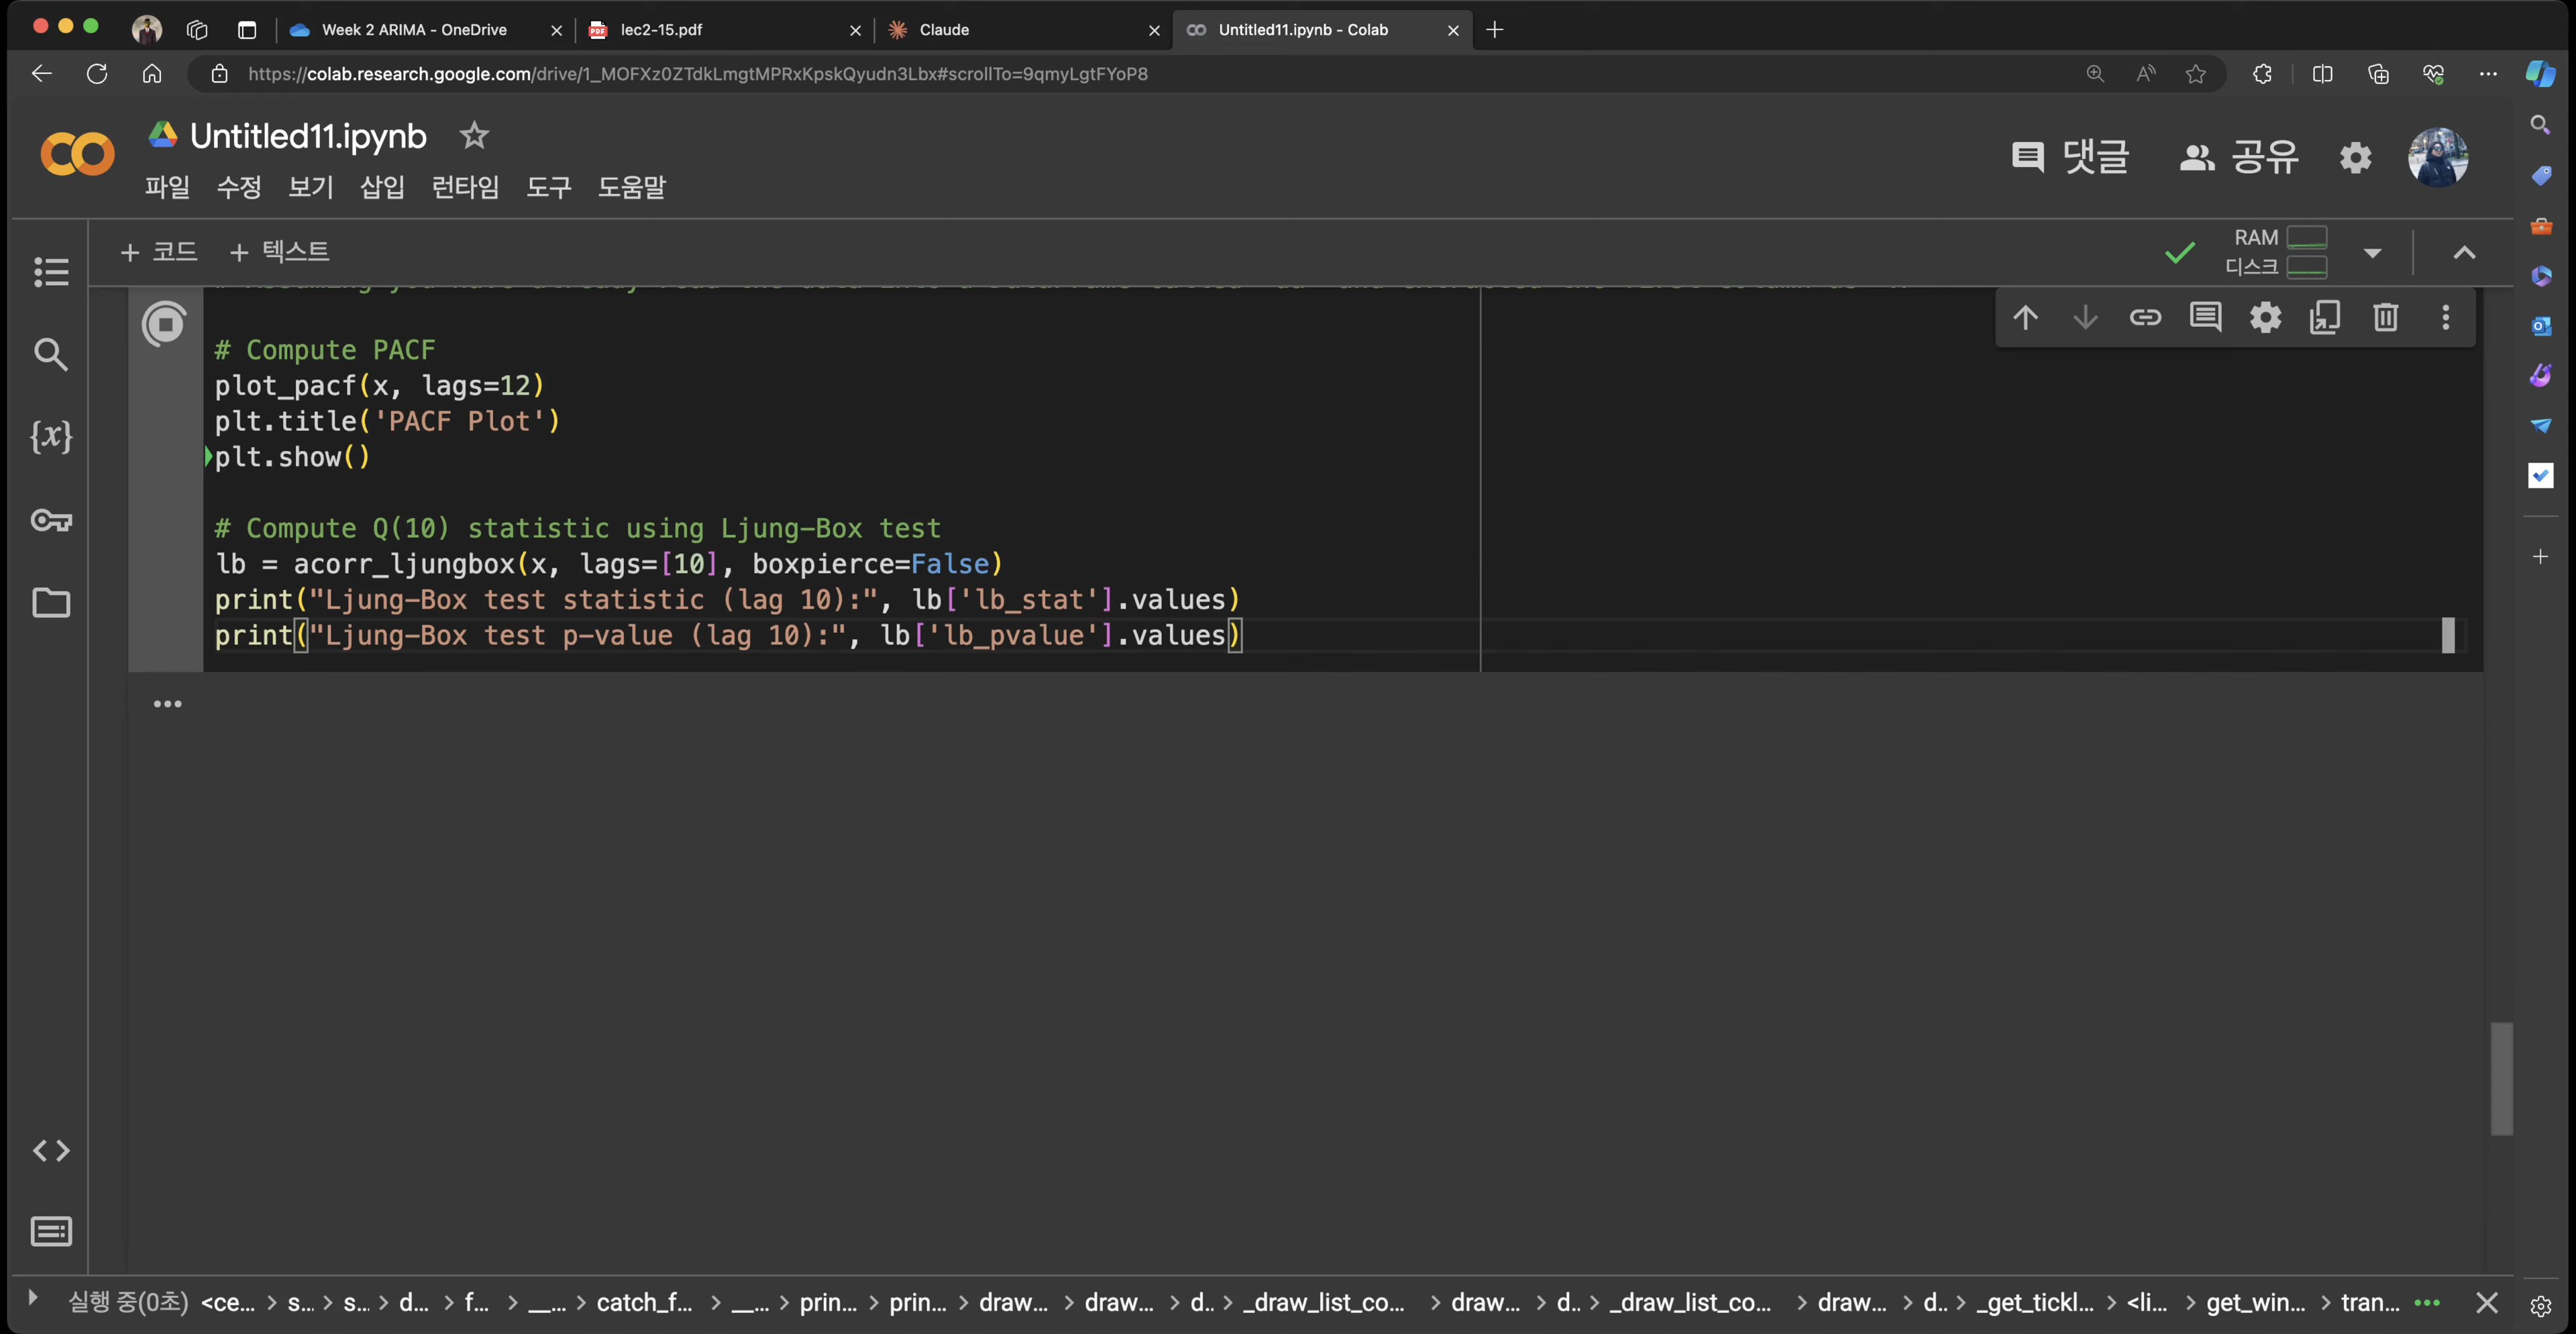 Week 2 ARIMA - OneDrive
lec2-15.pdf
Claude
Untitled11.ipynb - Colab
https://colab.research.google.com/drive/1_MOFXz0ZTdkLmgtMPRxKpskQyudn3Lbx#scrollTo=9qmyLgtFYoP8
Untitled11.ipynb
파일 수정 보기 삽입 런타임 도구 도움말
댓글
공유
+ 코드 + 텍스트
RAM
디스크
# Compute PACF
plot_pacf(x, lags=12)
plt.title('PACF Plot')
plt.show()
# Compute Q(10) statistic using Ljung-Box test
lb = acorr_ljungbox(x, lags=[10], boxpierce=False)
print("Ljung-Box test statistic (lag 10):", lb['lb_stat'].values)
print("Ljung-Box test p-value (lag 10):", lb['lb_pvalue'].values)
실행 중(0초) <ce... > s... > s... > d... > f... > __... > catch_f... > __... > prin... > prin... > draw... > draw... > d.. > _draw_list_co... > draw... > d.. > _draw_list_co... > draw... > d.. > _get_tickl... > <li... > get_win... > tran...